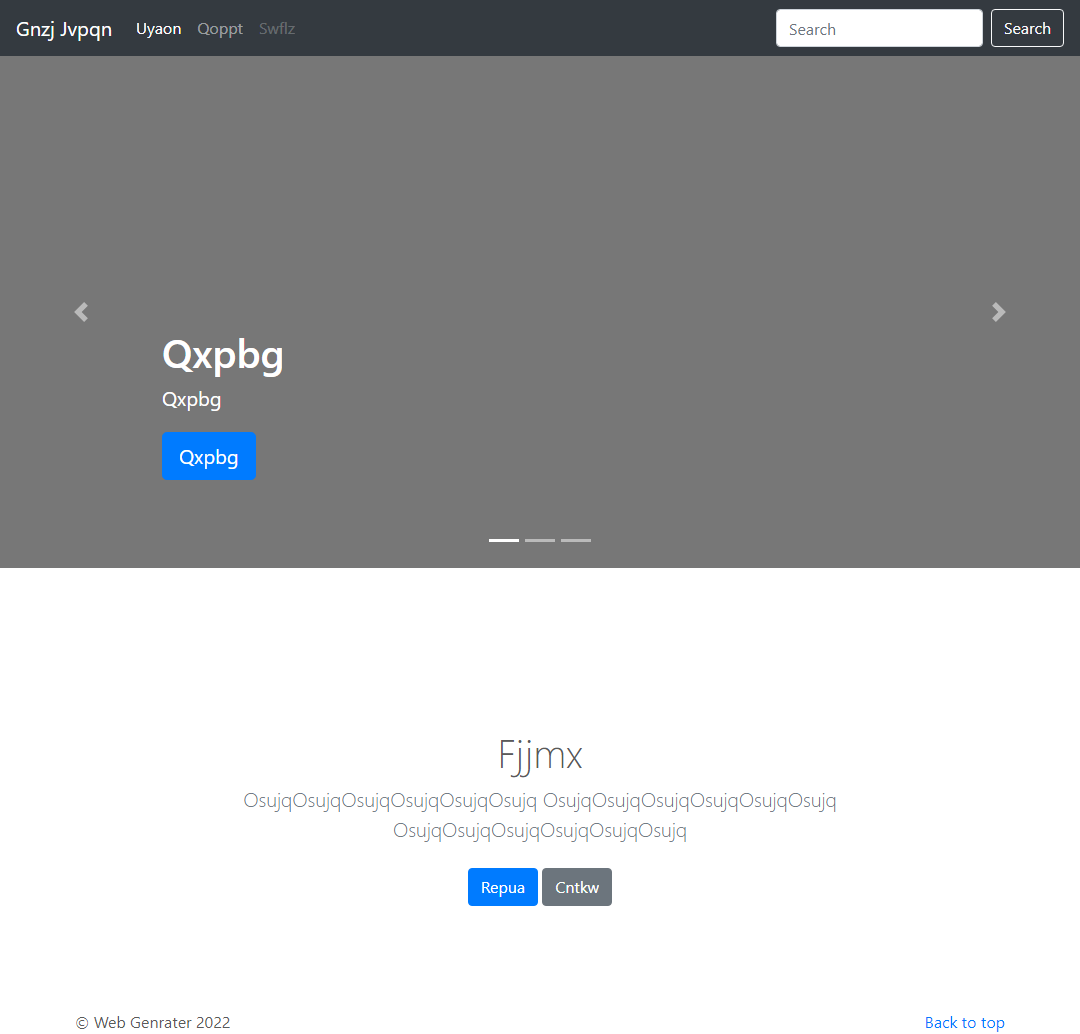 Gnzj Jvpqn Uyaon Qoppt Swflz Search Search
Qxpbg
Qxpbg
Qxpbg
Fjjmx
OsujqOsujqOsujqOsujqOsujqOsujq OsujqOsujqOsujqOsujqOsujqOsujq
OsujqOsujqOsujqOsujqOsujqOsujq
Repua Cntkw
© Web Genrater 2022 Back to top